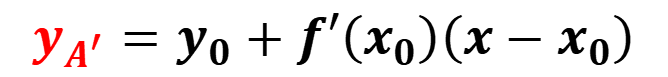 y_{A'} = y_0 + f'(x_0)(x - x_0)